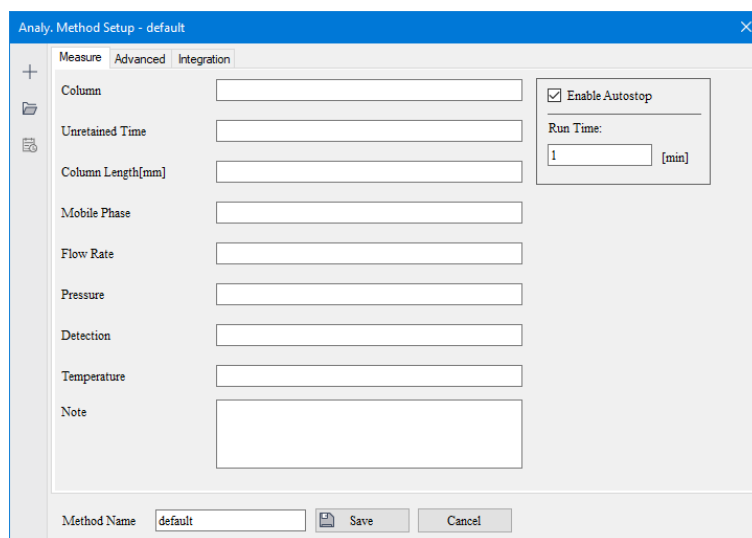 Analy. Method Setup - default
Measure Advanced Integration
Column
Enable Autostop
Unretained Time
Run Time:
1 [min]
Column Length[mm]
Mobile Phase
Flow Rate
Pressure
Detection
Temperature
Note
Method Name default Save Cancel